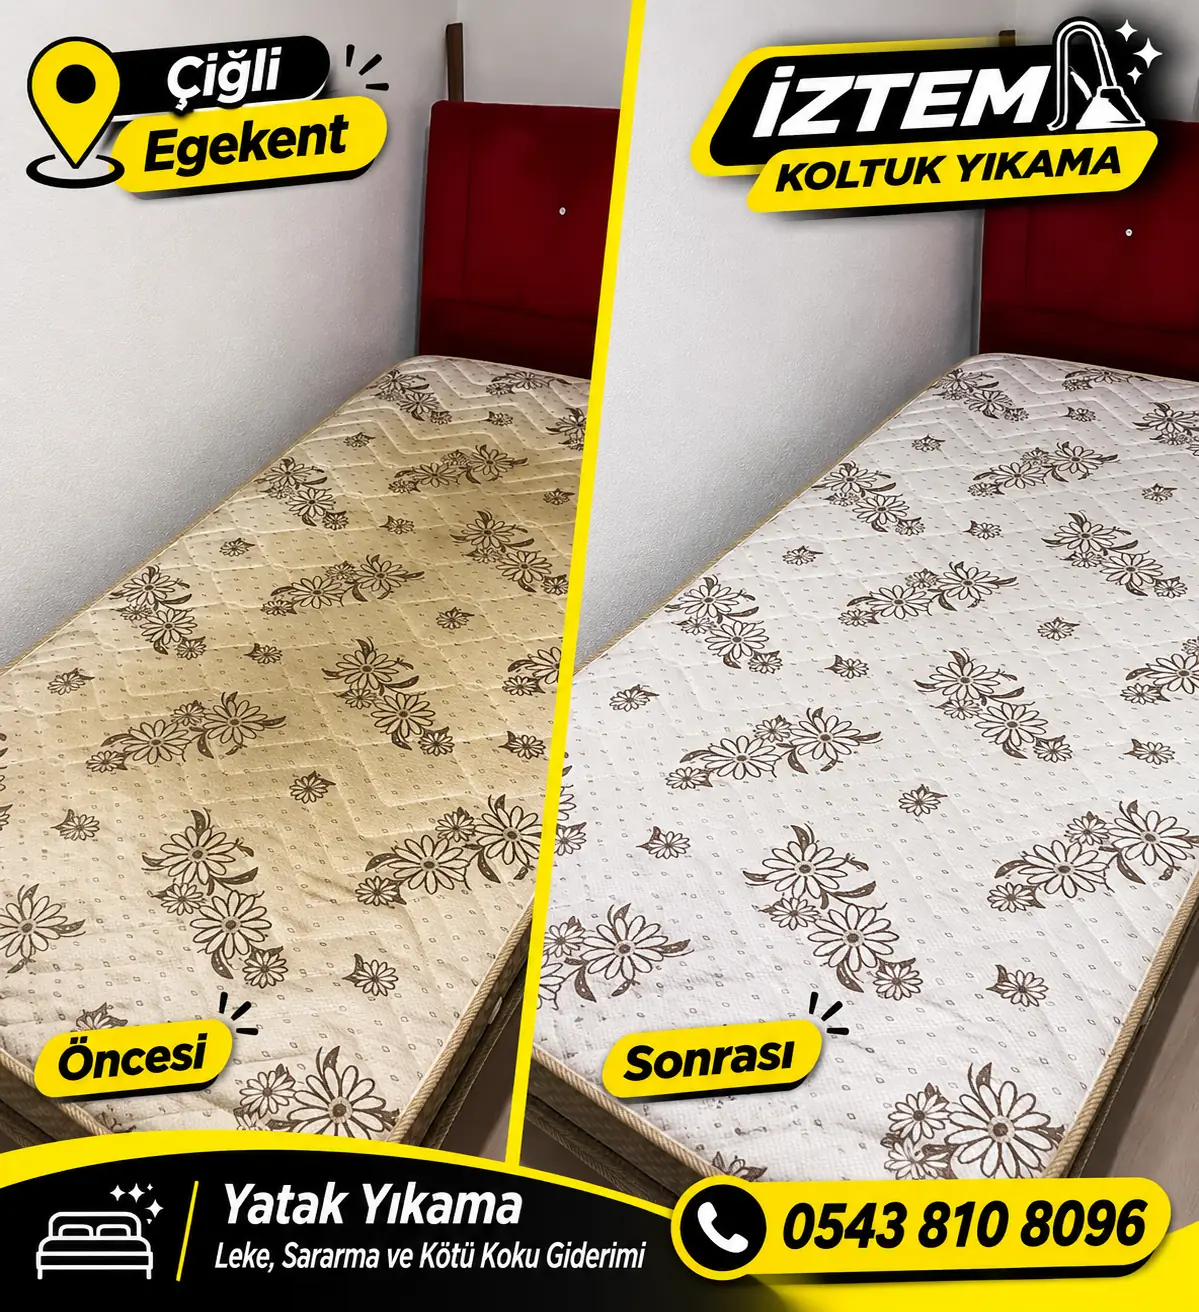 Çiğli
Egekent
İZTEM
KOLTUK YIKAMA
Öncesi
Sonrası
Yatak Yıkama
Leke, Sararma ve Kötü Koku Giderimi
0543 810 8096